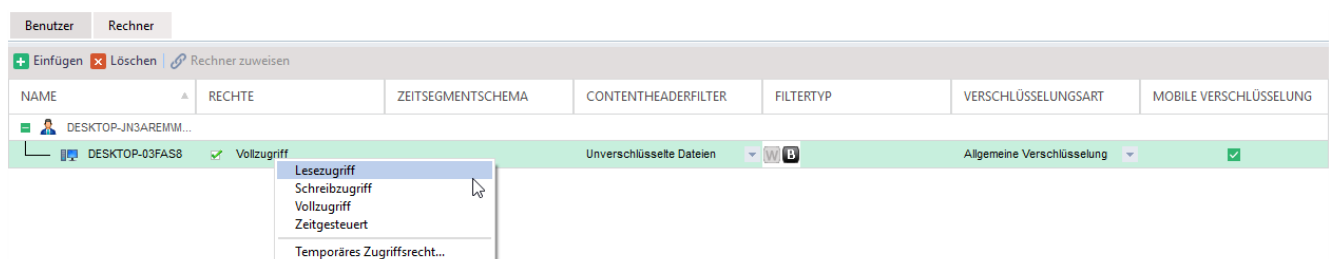 Benutzer Rechner
Einfügen Löschen Rechner zuweisen
NAME RECHTE ZEITSEGMENTSCHEMA CONTENTHEADERFILTER FILTERTYP VERSCHLÜSSELUNGSART MOBILE VERSCHLÜSSELUNG
DESKTOP-JN3AREM\M...
DESKTOP-03FAS8 Vollzugriff Unverschlüsselte Dateien W B Allgemeine Verschlüsselung
Lesezugriff
Schreibzugriff
Vollzugriff
Zeitgesteuert
Temporäres Zugriffsrecht...